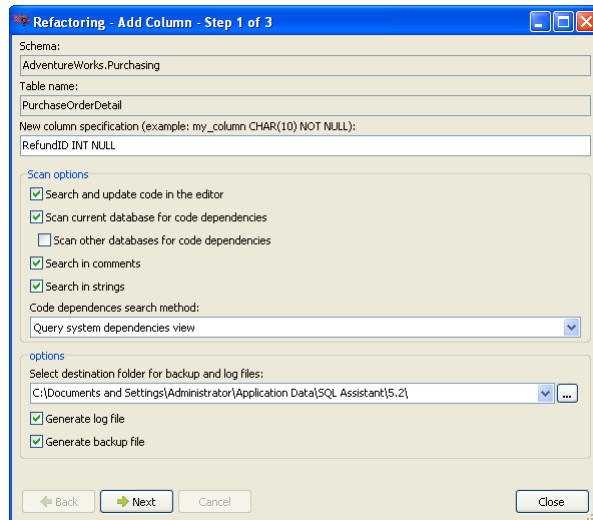 Refactoring - Add Column - Step 1 of 3
Schema:
AdventureWorks.Purchasing
Table name:
PurchaseOrderDetail
New column specification (example: my_column CHAR(10) NOT NULL):
RefundID INT NULL
Scan options
Search and update code in the editor
Scan current database for code dependencies
Scan other databases for code dependencies
Search in comments
Search in strings
Code dependences search method:
Query system dependencies view
options
Select destination folder for backup and log files:
C:\Documents and Settings\Administrator\Application Data\SQL Assistant\5.2\
...
Generate log file
Generate backup file
Back Next Cancel Close